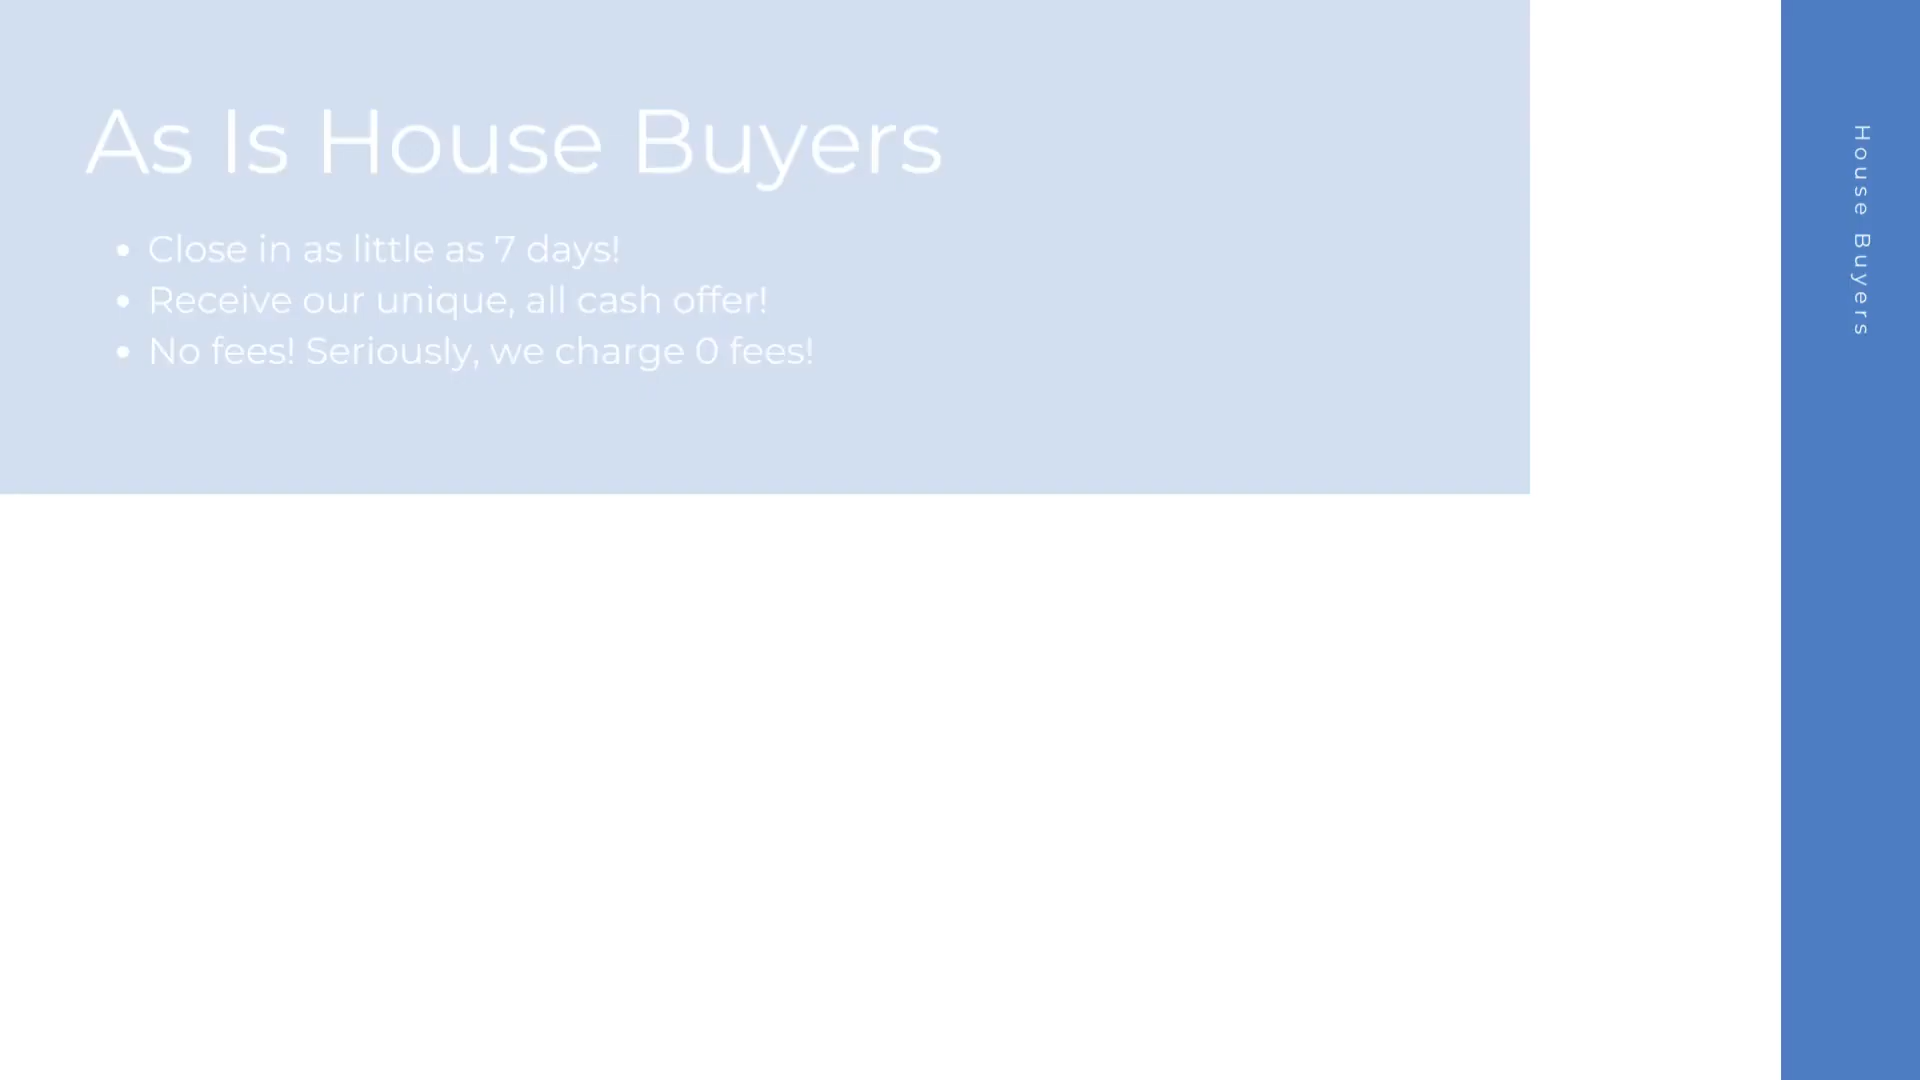 As Is House Buyers
• Close in as little as 7 days!
• Receive our unique, all cash offer!
• No fees! Seriously, we charge 0 fees!
House Buyers